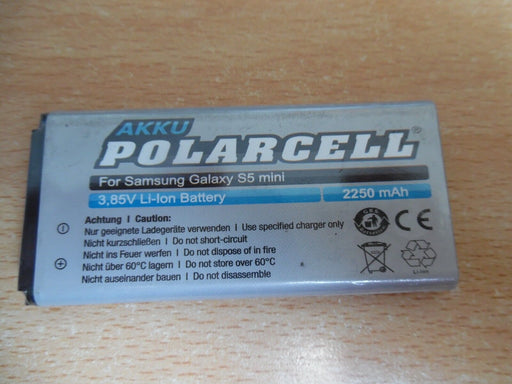 AKKU
POLARCELL®
For Samsung Galaxy S5 mini
3,85V Li-Ion Battery 2250 mAh
Achtung | Caution:
Nur geeignete Ladegeräte verwenden | Use specified charger only
Nicht kurzschließen | Do not short-circuit
Nicht ins Feuer werfen | Do not dispose of in fire
Nicht über 60°C lagern | Do not store over 60°C
Nicht auseinander bauen | Do not disassemble
CE
Li-ion